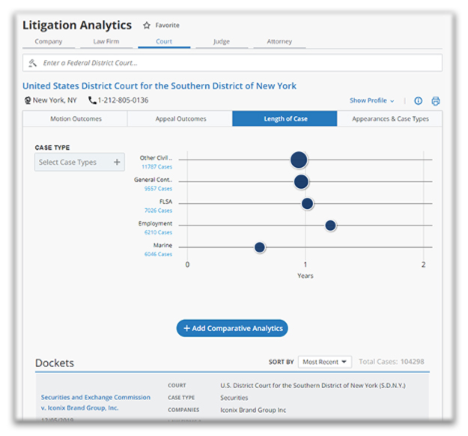 Litigation Analytics ☆ Favorite
Company Law Firm Court Judge Attorney
Enter a Federal District Court...
United States District Court for the Southern District of New York
New York, NY 1-212-805-0136 Show Profile
Motion Outcomes Appeal Outcomes Length of Case Appearances & Case Types
CASE TYPE
Select Case Types +
Other Civil...
11787 Cases
General Cont..
9557 Cases
FLSA
7026 Cases
Employment
6210 Cases
Marine
6046 Cases
0 1 2
Years
+ Add Comparative Analytics
Dockets SORT BY Most Recent Total Cases: 104298
COURT U.S. District Court for the Southern District of New York (S.D.N.Y.)
Securities and Exchange Commission CASE TYPE Securities
v. Iconix Brand Group, Inc. COMPANIES Iconix Brand Group Inc